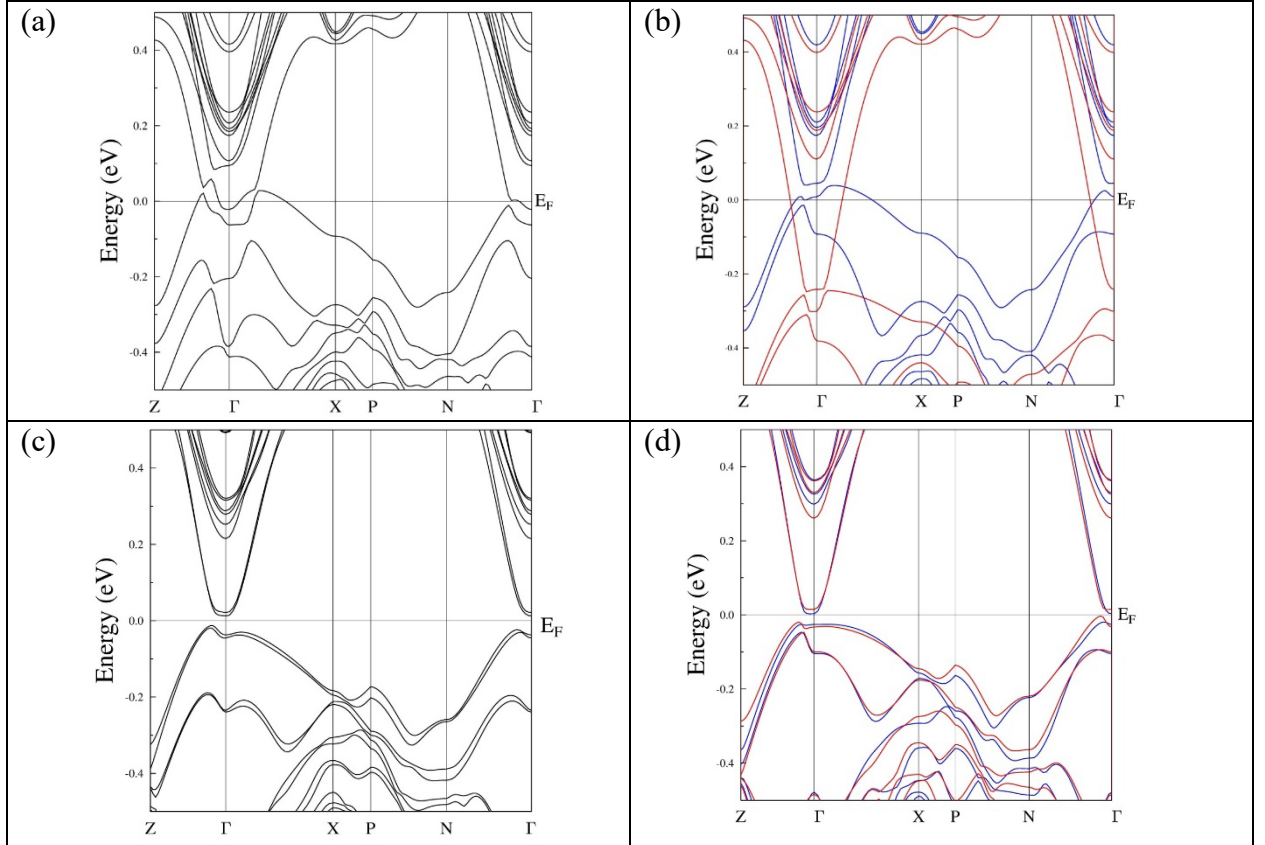 (a)
0.4
0.2
0.0
-0.2
-0.4
Energy (eV)
E_F
Z Γ X P N Γ
(b)
0.4
0.2
0.0
-0.2
-0.4
Energy (eV)
E_F
Z Γ X P N Γ
(c)
0.4
0.2
0.0
-0.2
-0.4
Energy (eV)
E_F
Z Γ X P N Γ
(d)
0.4
0.2
0.0
-0.2
-0.4
Energy (eV)
E_F
Z Γ X P N Γ